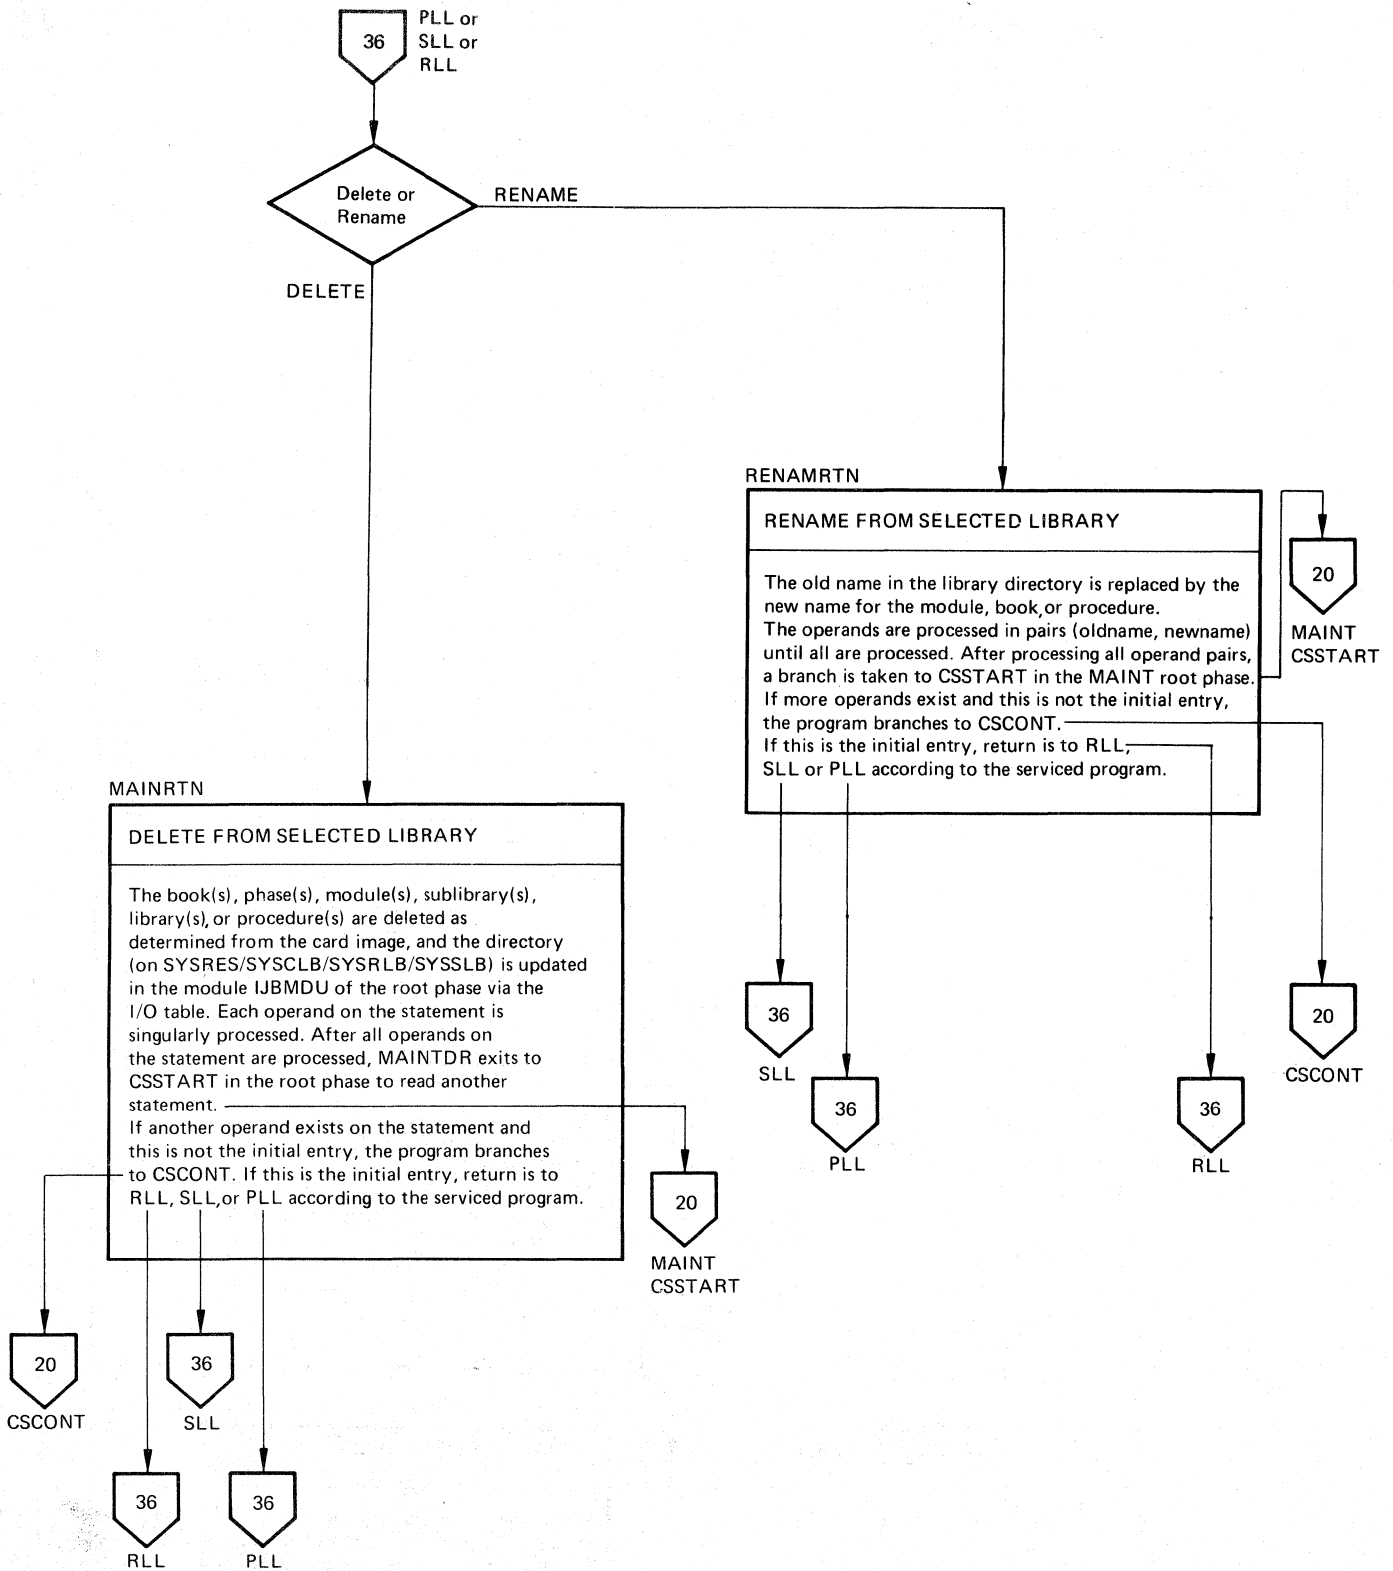 36
PLL or
SLL or
RLL
Delete or
Rename
RENAME
DELETE
RENAMRTN
RENAME FROM SELECTED LIBRARY
The old name in the library directory is replaced by the
new name for the module, book, or procedure.
The operands are processed in pairs (oldname, newname)
until all are processed. After processing all operand pairs,
a branch is taken to CSSTART in the MAINT root phase.
If more operands exist and this is not the initial entry,
the program branches to CSCONT.
If this is the initial entry, return is to RLL,
SLL or PLL according to the serviced program.
20
MAINT
CSSTART
MAINRTN
DELETE FROM SELECTED LIBRARY
The book(s), phase(s), module(s), sublibrary(s),
library(s), or procedure(s) are deleted as
determined from the card image, and the directory
(on SYSRES/SYSCLB/SYSRLB/SYSSLB) is updated
in the module IJBMDU of the root phase via the
I/O table. Each operand on the statement is
singularly processed. After all operands on
the statement are processed, MAINTDR exits to
CSSTART in the root phase to read another
statement.
If another operand exists on the statement and
this is not the initial entry, the program branches
to CSCONT. If this is the initial entry, return is to
RLL, SLL, or PLL according to the serviced program.
36
SLL
36
PLL
36
RLL
20
CSCONT
20
MAINT
CSSTART
20
CSCONT
36
SLL
36
RLL
36
PLL